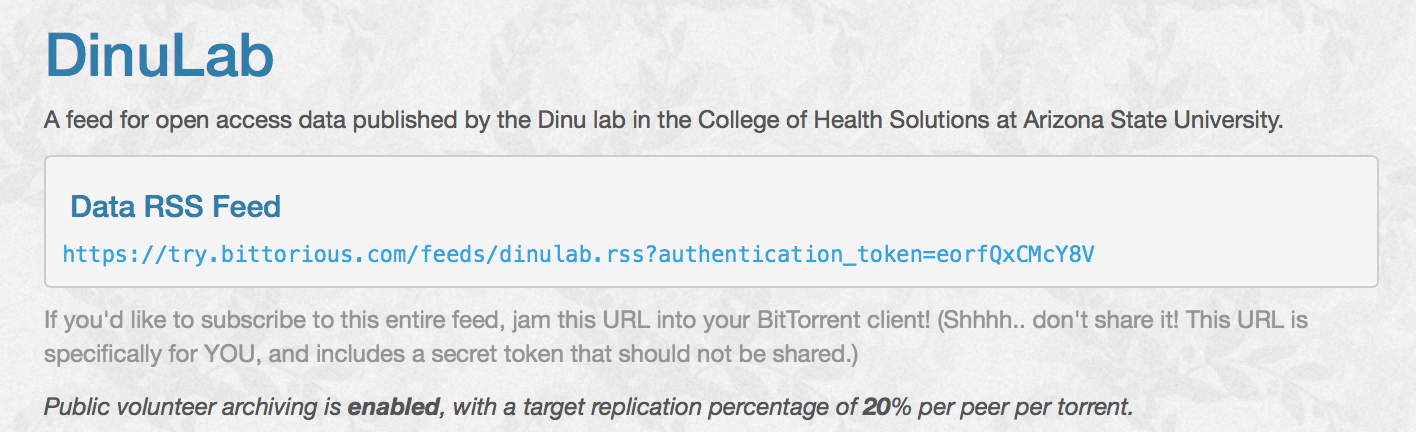 DinuLab
A feed for open access data published by the Dinu lab in the College of Health Solutions at Arizona State University.
Data RSS Feed
https://try.bittorious.com/feeds/dinulab.rss?authentication_token=eorfQxCMcY8V
If you'd like to subscribe to this entire feed, jam this URL into your BitTorrent client! (Shhhh.. don't share it! This URL is
specifically for YOU, and includes a secret token that should not be shared.)
Public volunteer archiving is enabled, with a target replication percentage of 20% per peer per torrent.